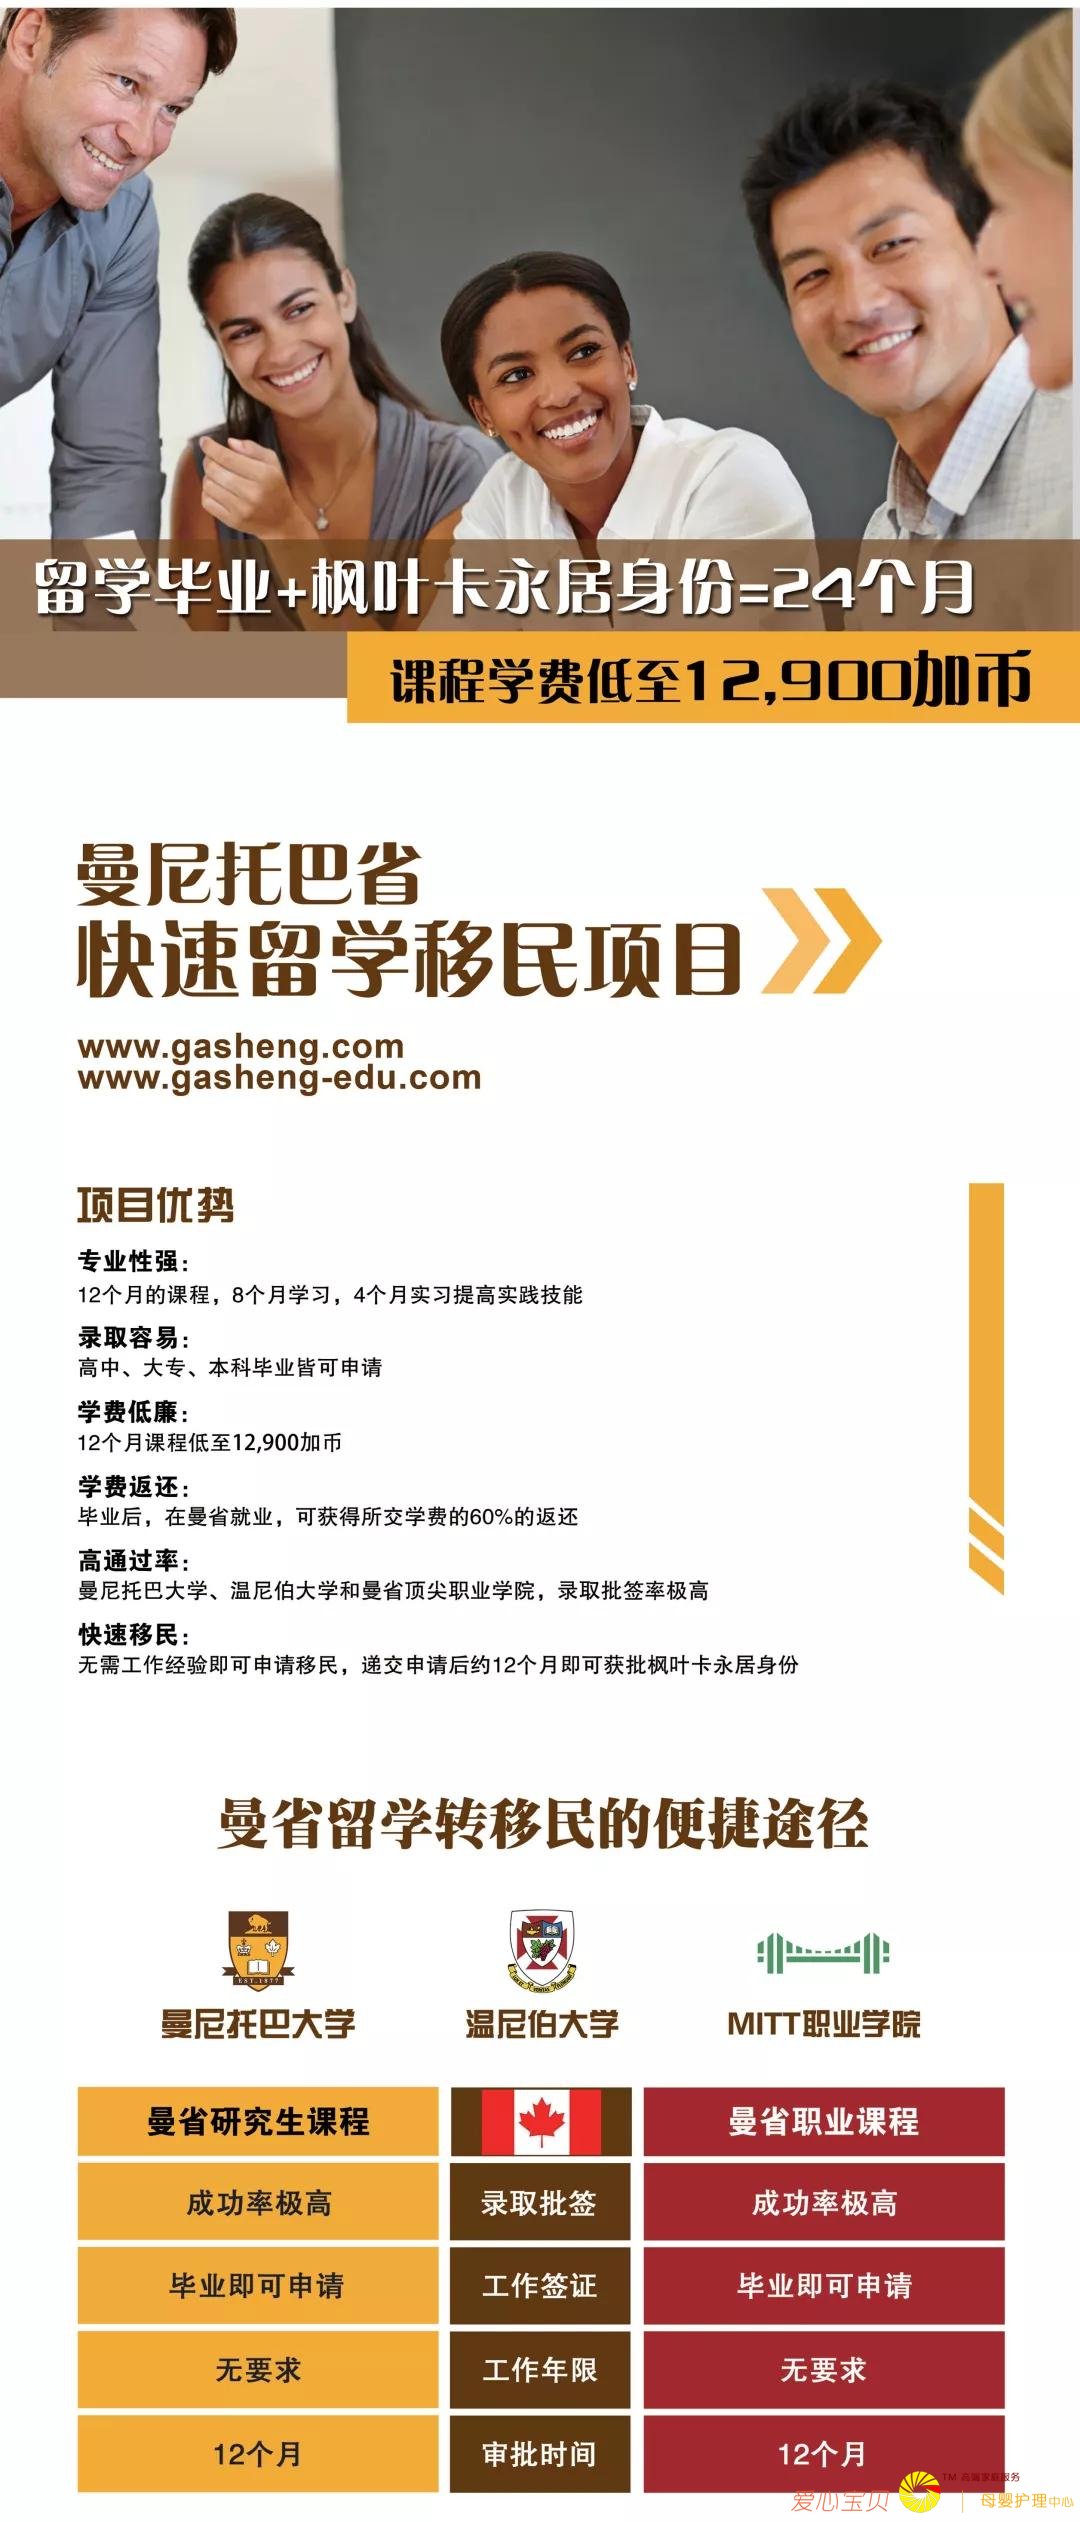 留学毕业+枫叶卡永居身份=24个月
课程学费低至12,900加币
曼尼托巴省
快速留学移民项目
www.gasheng.com
www.gasheng-edu.com
项目优势
专业性强：
12个月的课程，8个月学习，4个月实习提高实践技能
录取容易：
高中、大专、本科毕业皆可申请
学费低廉：
12个月课程低至12,900加币
学费返还：
毕业后，在曼省就业，可获得所交学费的60%的返还
高通过率：
曼尼托巴大学、温尼伯大学和曼省顶尖职业学院，录取批签率极高
快速移民：
无需工作经验即可申请移民，递交申请后约12个月即可获批枫叶卡永居身份
曼省留学转移民的便捷途径
EST.1877
曼尼托巴大学 温尼伯大学 MITT职业学院
曼省研究生课程 曼省职业课程
成功率极高 录取批签 成功率极高
毕业即可申请 工作签证 毕业即可申请
无要求 工作年限 无要求
12个月 审批时间 12个月
TM 高端家庭服务
爱心宝贝 母婴护理中心